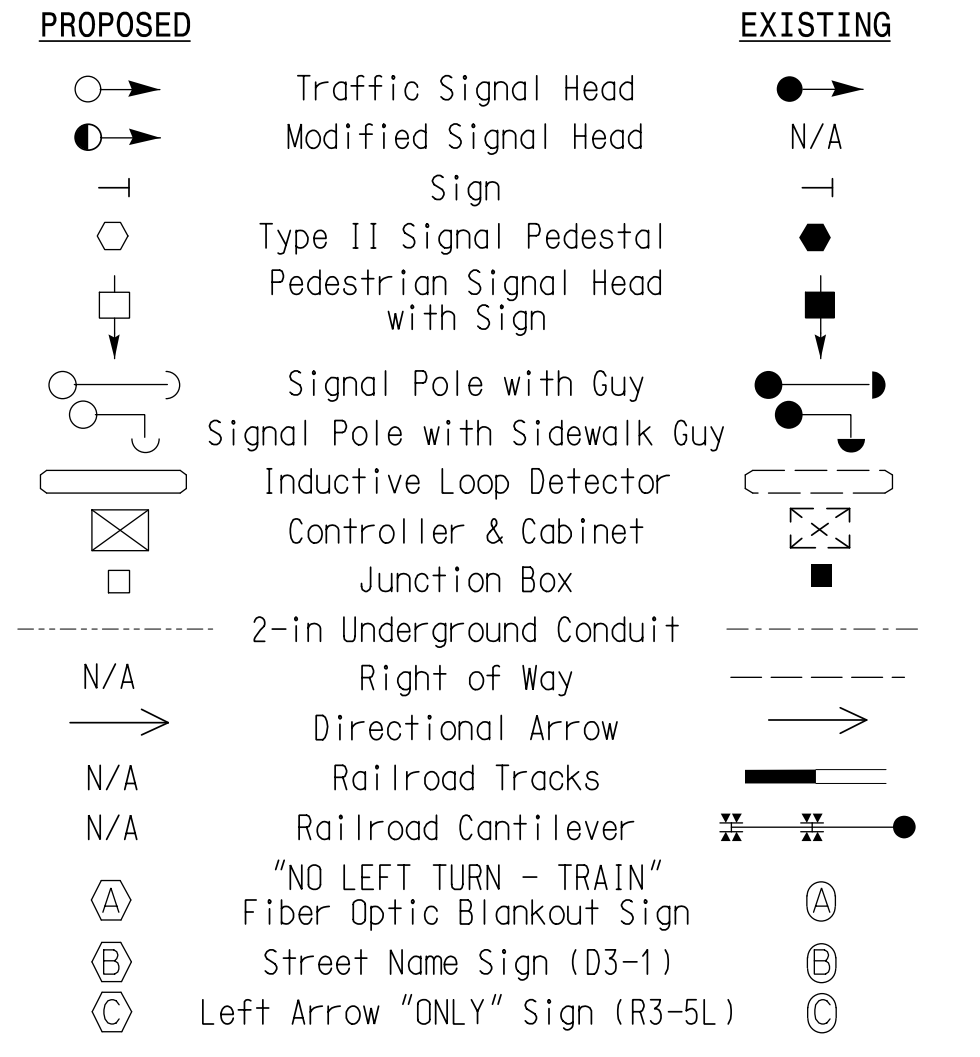 PROPOSED EXISTING
Traffic Signal Head
Modified Signal Head N/A
Sign
Type II Signal Pedestal
Pedestrian Signal Head
with Sign
Signal Pole with Guy
Signal Pole with Sidewalk Guy
Inductive Loop Detector
Controller & Cabinet
Junction Box
2-in Underground Conduit
N/A Right of Way
Directional Arrow
N/A Railroad Tracks
N/A Railroad Cantilever
"NO LEFT TURN - TRAIN"
A Fiber Optic Blankout Sign A
B Street Name Sign (D3-1) B
C Left Arrow "ONLY" Sign (R3-5L) C